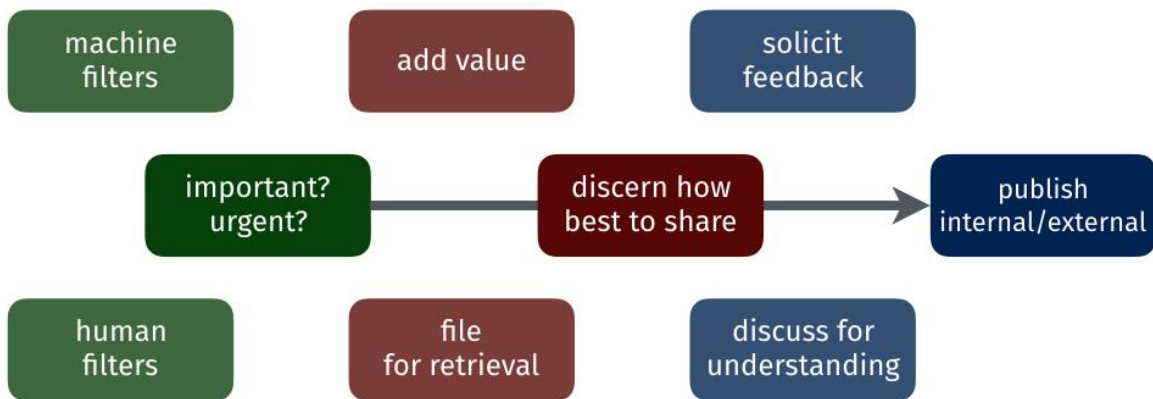 machine
filters
add value
solicit
feedback
important?
urgent?
discern how
best to share
publish
internal/external
human
filters
file
for retrieval
discuss for
understanding